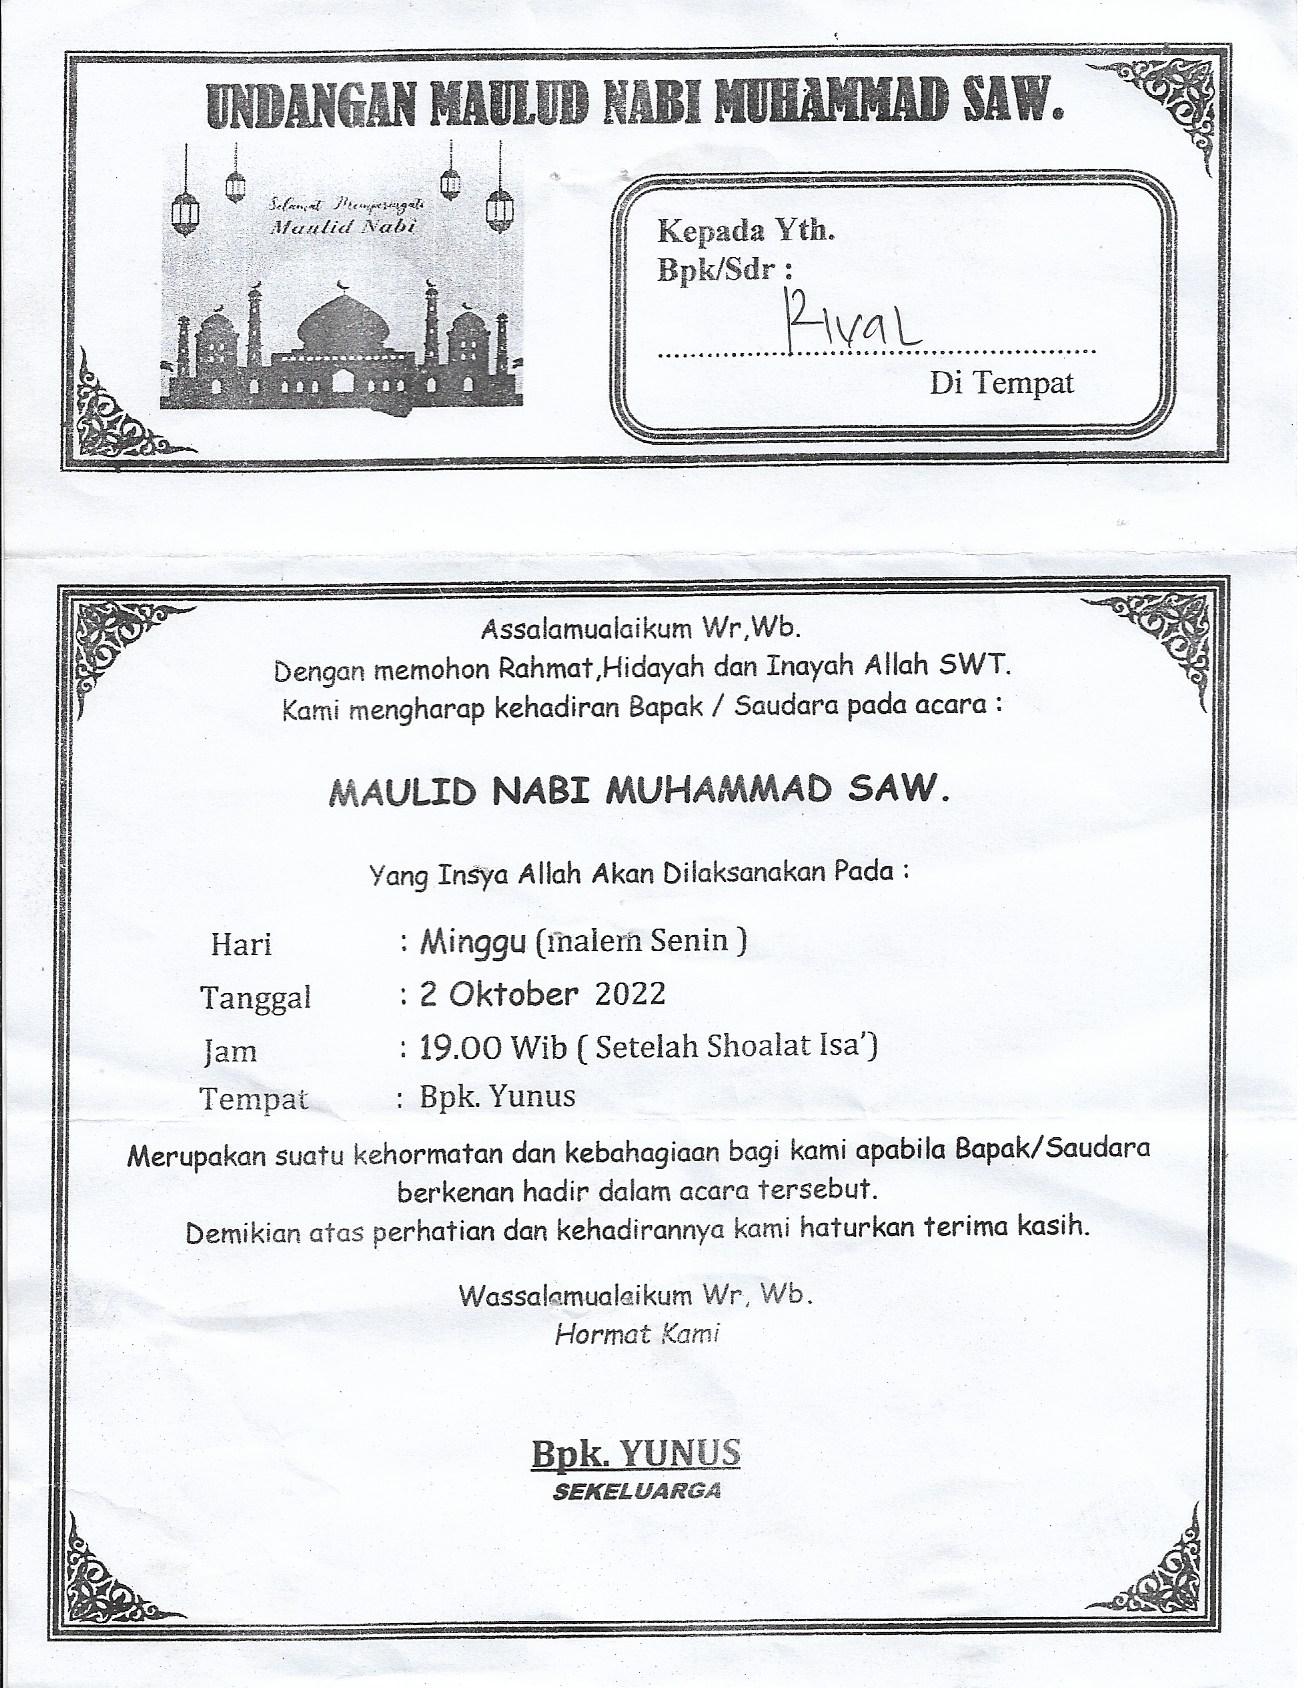 UNDANGAN MAULUD NABI MUHAMMAD SAW.
Selamat Memperingati
Maulid Nabi
Kepada Yth.
Bpk/Sdr :
Rival
Di Tempat
Assalamualaikum Wr,Wb.
Dengan memohon Rahmat,Hidayah dan Inayah Allah SWT.
Kami mengharap kehadiran Bapak / Saudara pada acara :
MAULID NABI MUHAMMAD SAW.
Yang Insya Allah Akan Dilaksanakan Pada :
Hari : Minggu (malem Senin )
Tanggal : 2 Oktober 2022
Jam : 19.00 Wib ( Setelah Shoalat Isa')
Tempat : Bpk. Yunus
Merupakan suatu kehormatan dan kebahagiaan bagi kami apabila Bapak/Saudara
berkenan hadir dalam acara tersebut.
Demikian atas perhatian dan kehadirannya kami haturkan terima kasih.
Wassalamualaikum Wr, Wb.
Hormat Kami
Bpk. YUNUS
SEKELUARGA